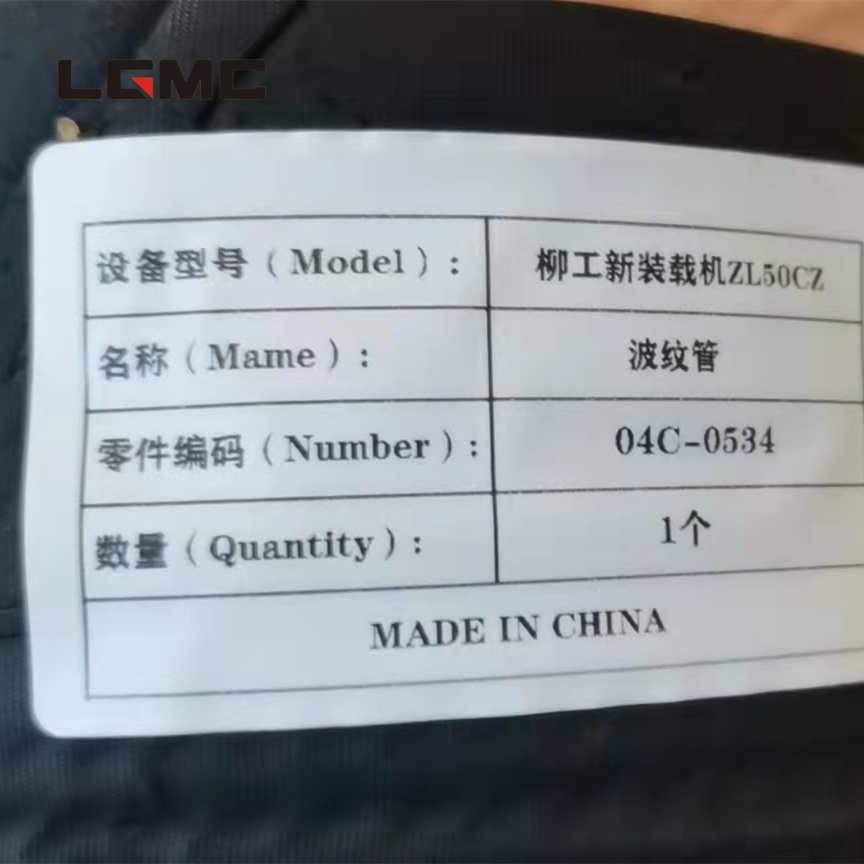 LGMC
设备型号（Model）： 柳工新装载机ZL50CZ
名称（Mame）： 波纹管
零件编码（Number）： 04C-0534
数量（Quantity）： 1个
MADE IN CHINA